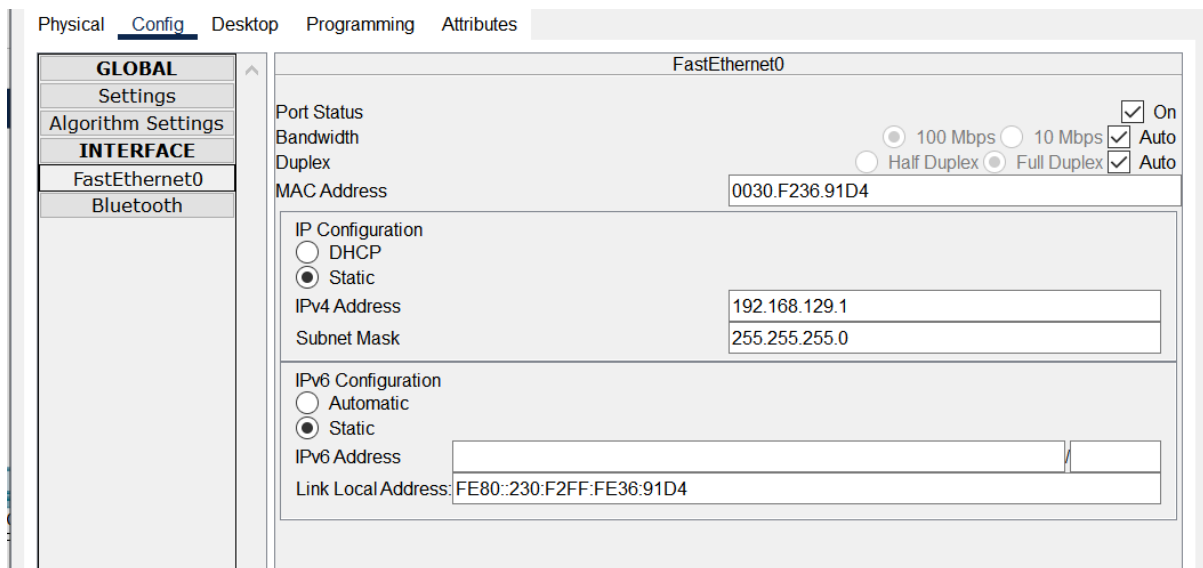 Physical Config Desktop Programming Attributes
GLOBAL
Settings
Algorithm Settings
INTERFACE
FastEthernet0
Bluetooth
FastEthernet0
Port Status On
Bandwidth 100 Mbps 10 Mbps Auto
Duplex Half Duplex Full Duplex Auto
MAC Address 0030.F236.91D4
IP Configuration
DHCP
Static
IPv4 Address 192.168.129.1
Subnet Mask 255.255.255.0
IPv6 Configuration
Automatic
Static
IPv6 Address /
Link Local Address: FE80::230:F2FF:FE36:91D4